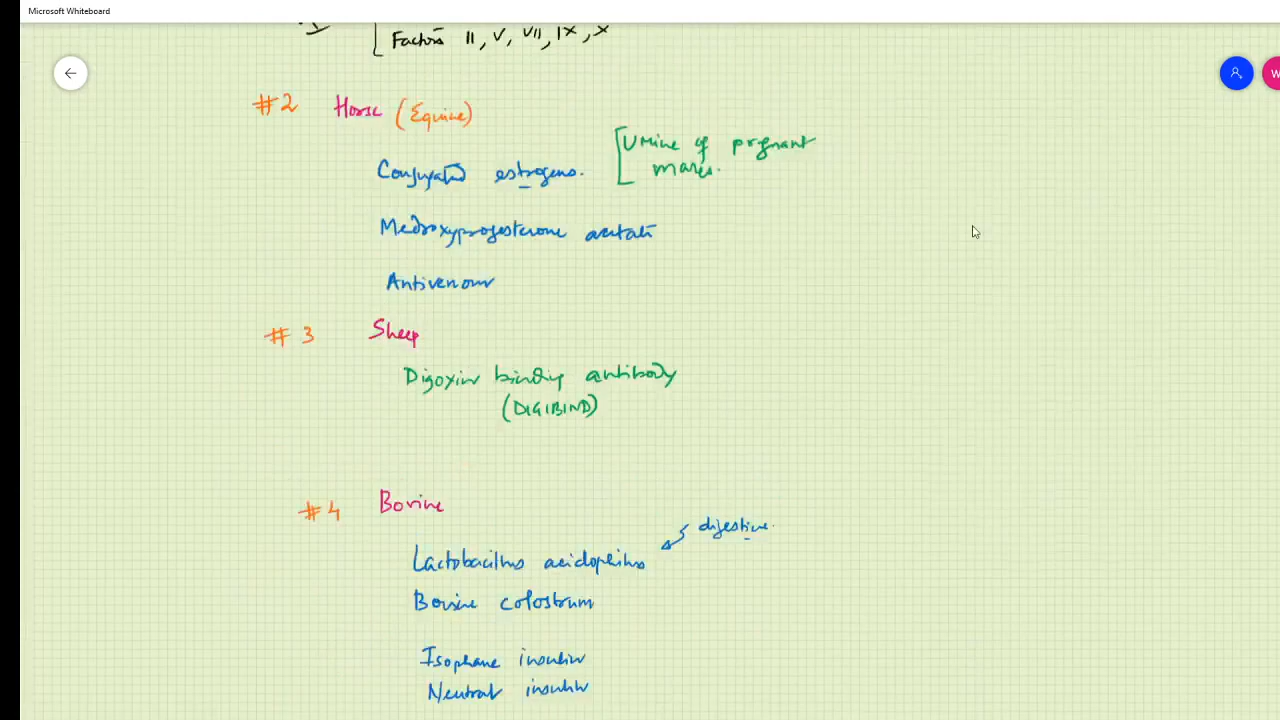 Microsoft Whiteboard
Factors II, V, VII, IX, X
#2 Horse (Equine)
Conjugated estrogens. [Urine of pregnant
mares.
Medroxyprogesterone acetate
Antivenom
#3 Sheep
Digoxin binding antibody
(DIGIBIND)
#4 Bovine
digestive.
Lactobacillus acidophilus
Bovine colostrum
Isophane insulin
Neutral insulin
W